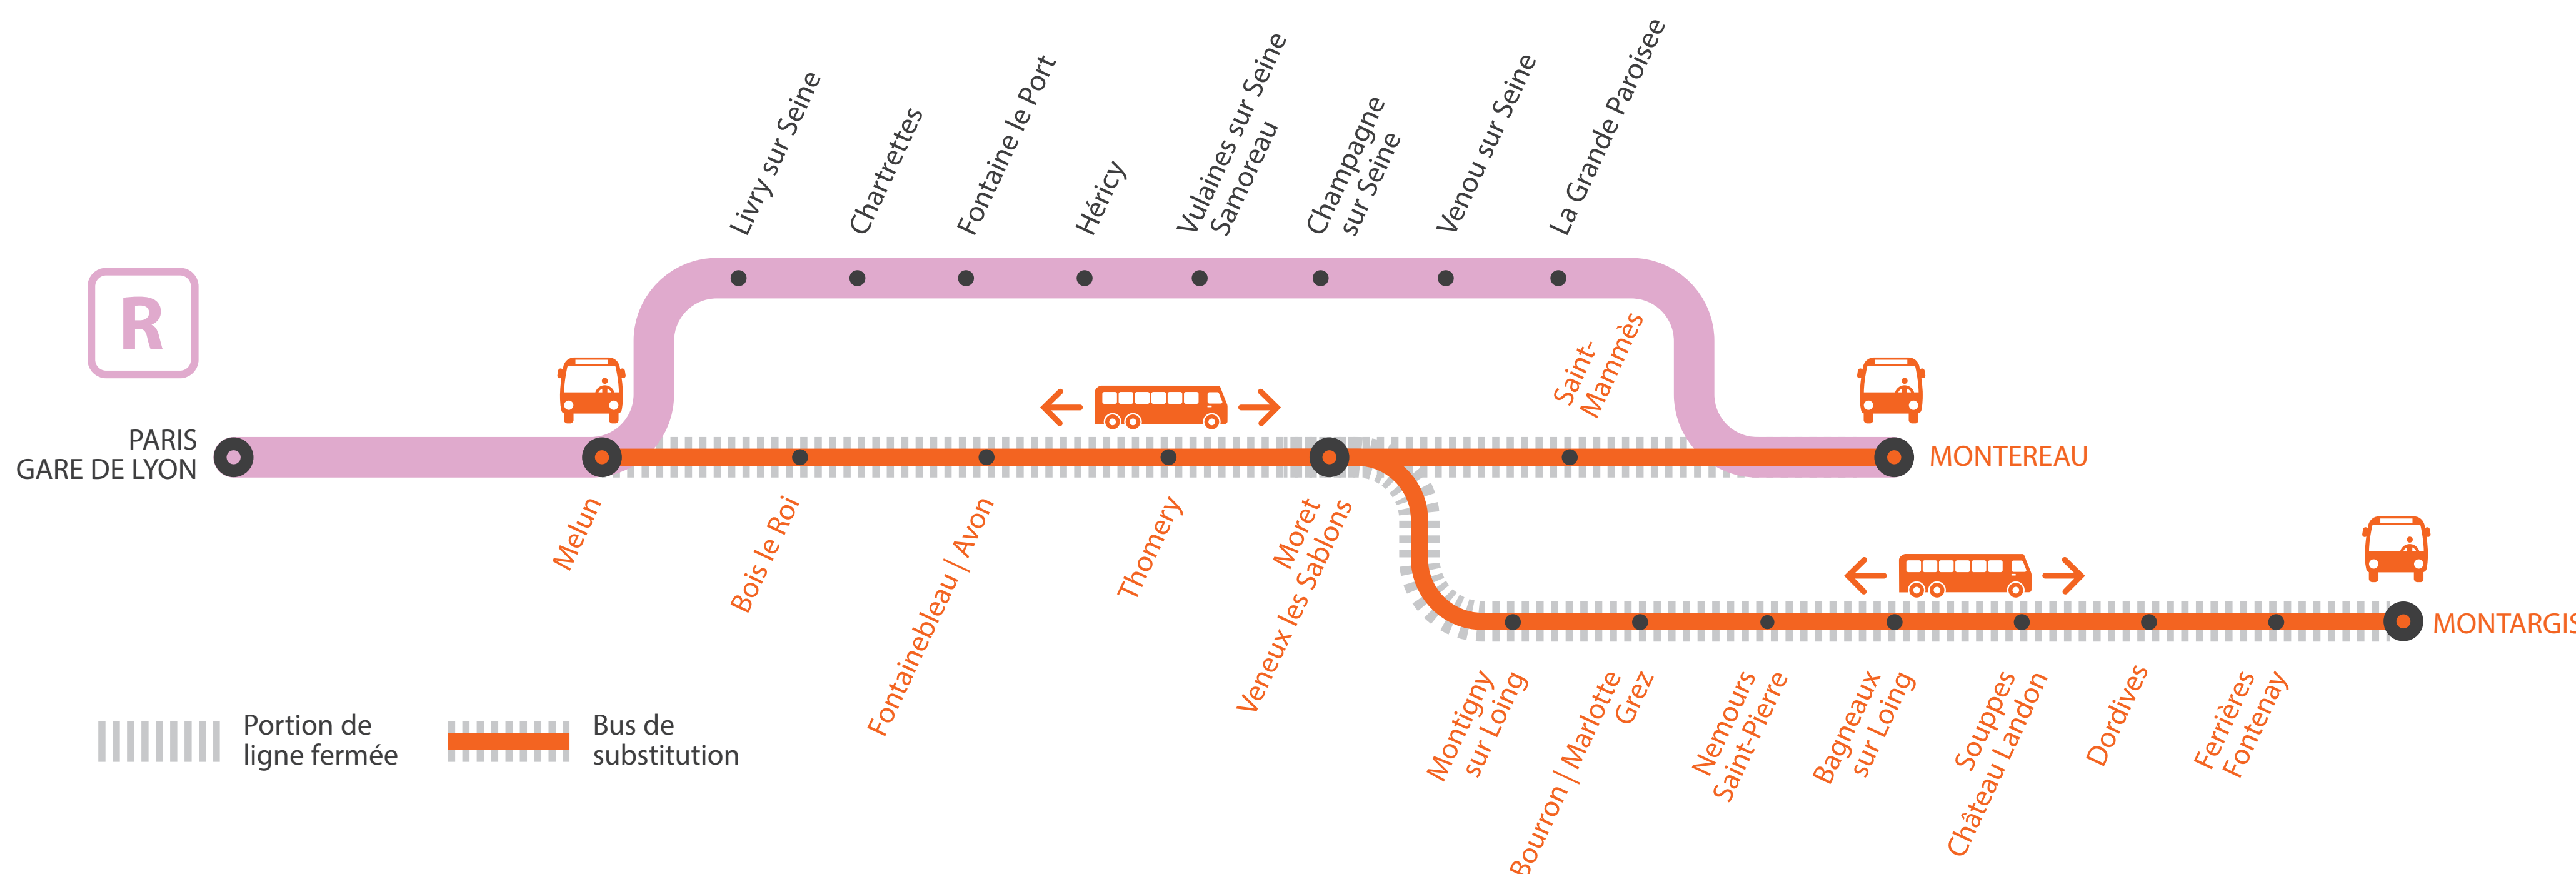 Livry sur Seine
Chartrettes
Fontaine le Port
Héricy
Vulaines sur Seine
Samoreau
Champagne
sur Seine
Venou sur Seine
La Grande Paroisee
R
Saint-
Mammès
PARIS
GARE DE LYON
MONTEREAU
Melun
Bois le Roi
Fontainebleau | Avon
Thomery
Moret
Veneux les Sablons
MONTARGIS
Montigny
sur Loing
Bourron | Marlotte
Grez
Nemours
Saint-Pierre
Bagneaux
sur Loing
Souppes
Château Landon
Dordives
Ferrières
Fontenay
Portion de
ligne fermée
Bus de
substitution